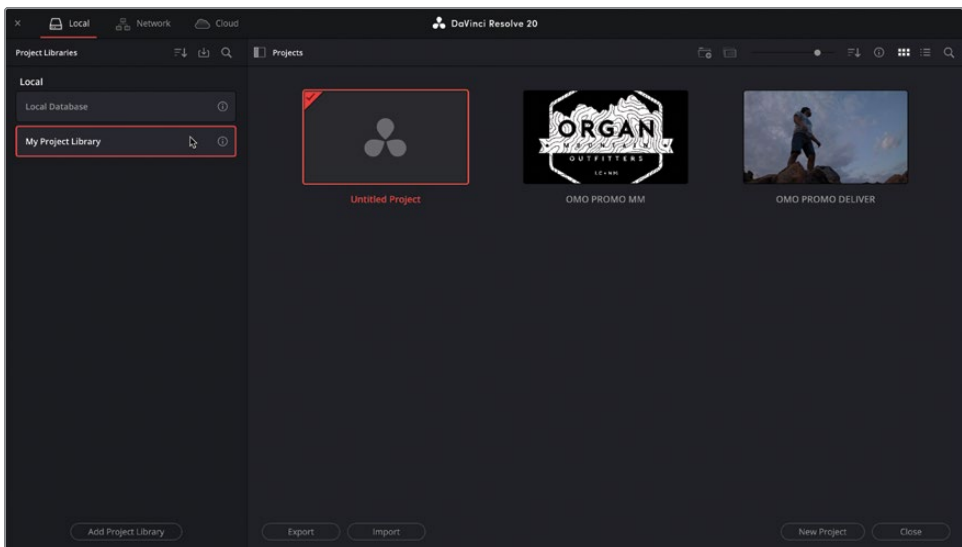 Local Network Cloud DaVinci Resolve 20
Project Libraries
Projects
Local
Local Database
My Project Library
ORGAN
OUTFITTERS
Untitled Project OMO PROMO MM OMO PROMO DELIVER
Add Project Library Export Import New Project Close